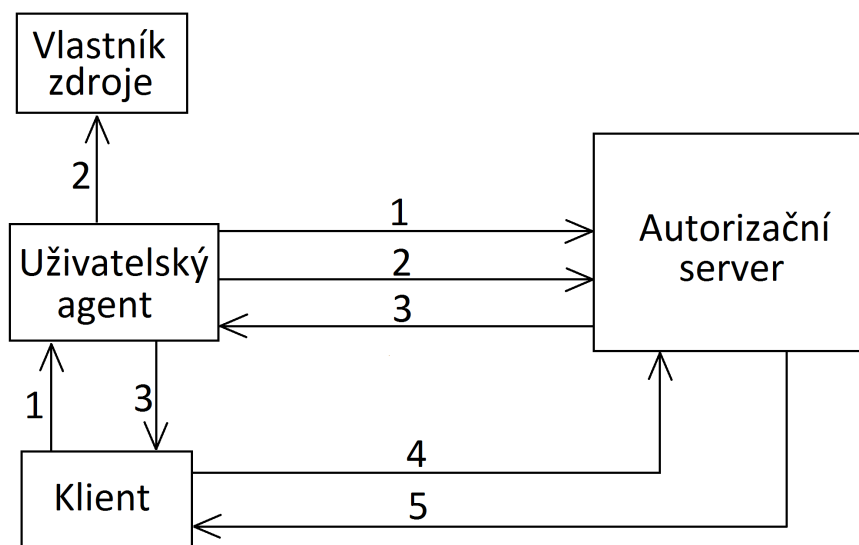 Vlastník
zdroje
2
1
Autorizační
server
Uživatelský
agent
2
3
1
3
4
Klient
5